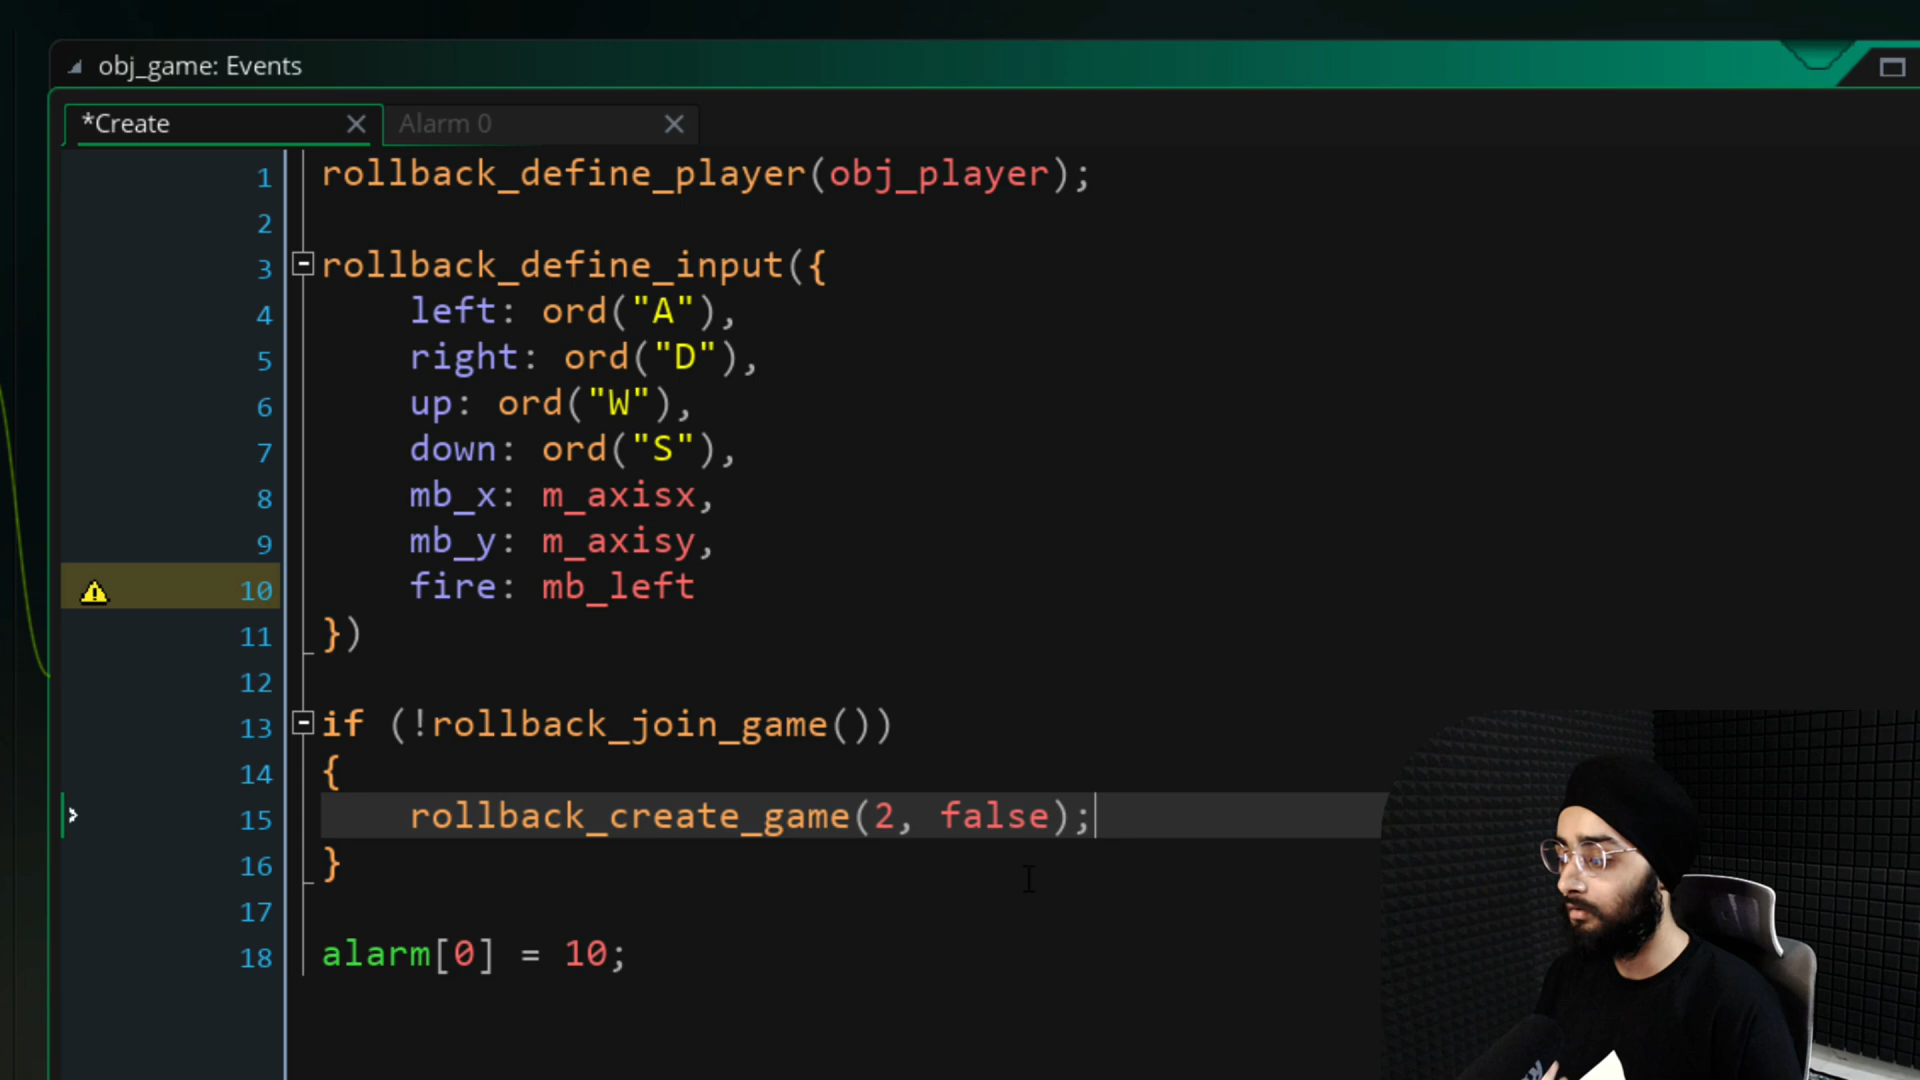 obj_game: Events
*Create
Alarm 0
1 rollback_define_player(obj_player);
2
3 rollback_define_input({
4 left: ord("A"),
5 right: ord("D"),
6 up: ord("W"),
7 down: ord("S"),
8 mb_x: m_axisx,
9 mb_y: m_axisy,
10 fire: mb_left
11 })
12
13 if (!rollback_join_game())
14 {
15 rollback_create_game(2, false);
16 }
17
18 alarm[0] = 10;